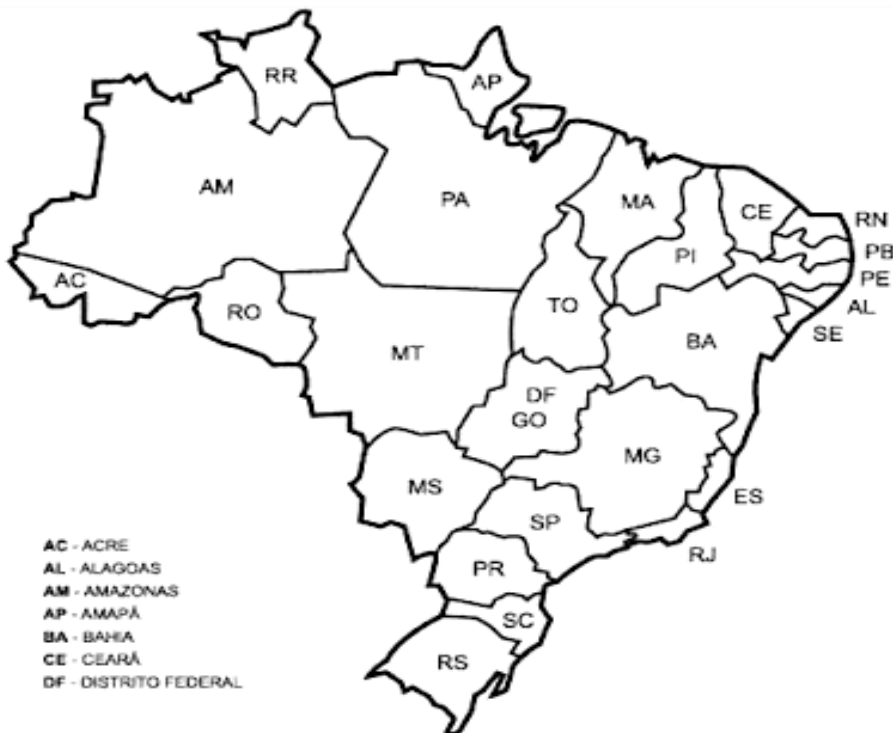 RR
AP
AM
PA
MA
CE
RN
PI
PB
AC
PE
RO
TO
AL
SE
MT
BA
DF
GO
MG
MS
ES
SP
RJ
PR
SC
RS
AC - ACRE
AL - ALAGOAS
AM - AMAZONAS
AP - AMAPÁ
BA - BAHIA
CE - CEARÁ
DF - DISTRITO FEDERAL